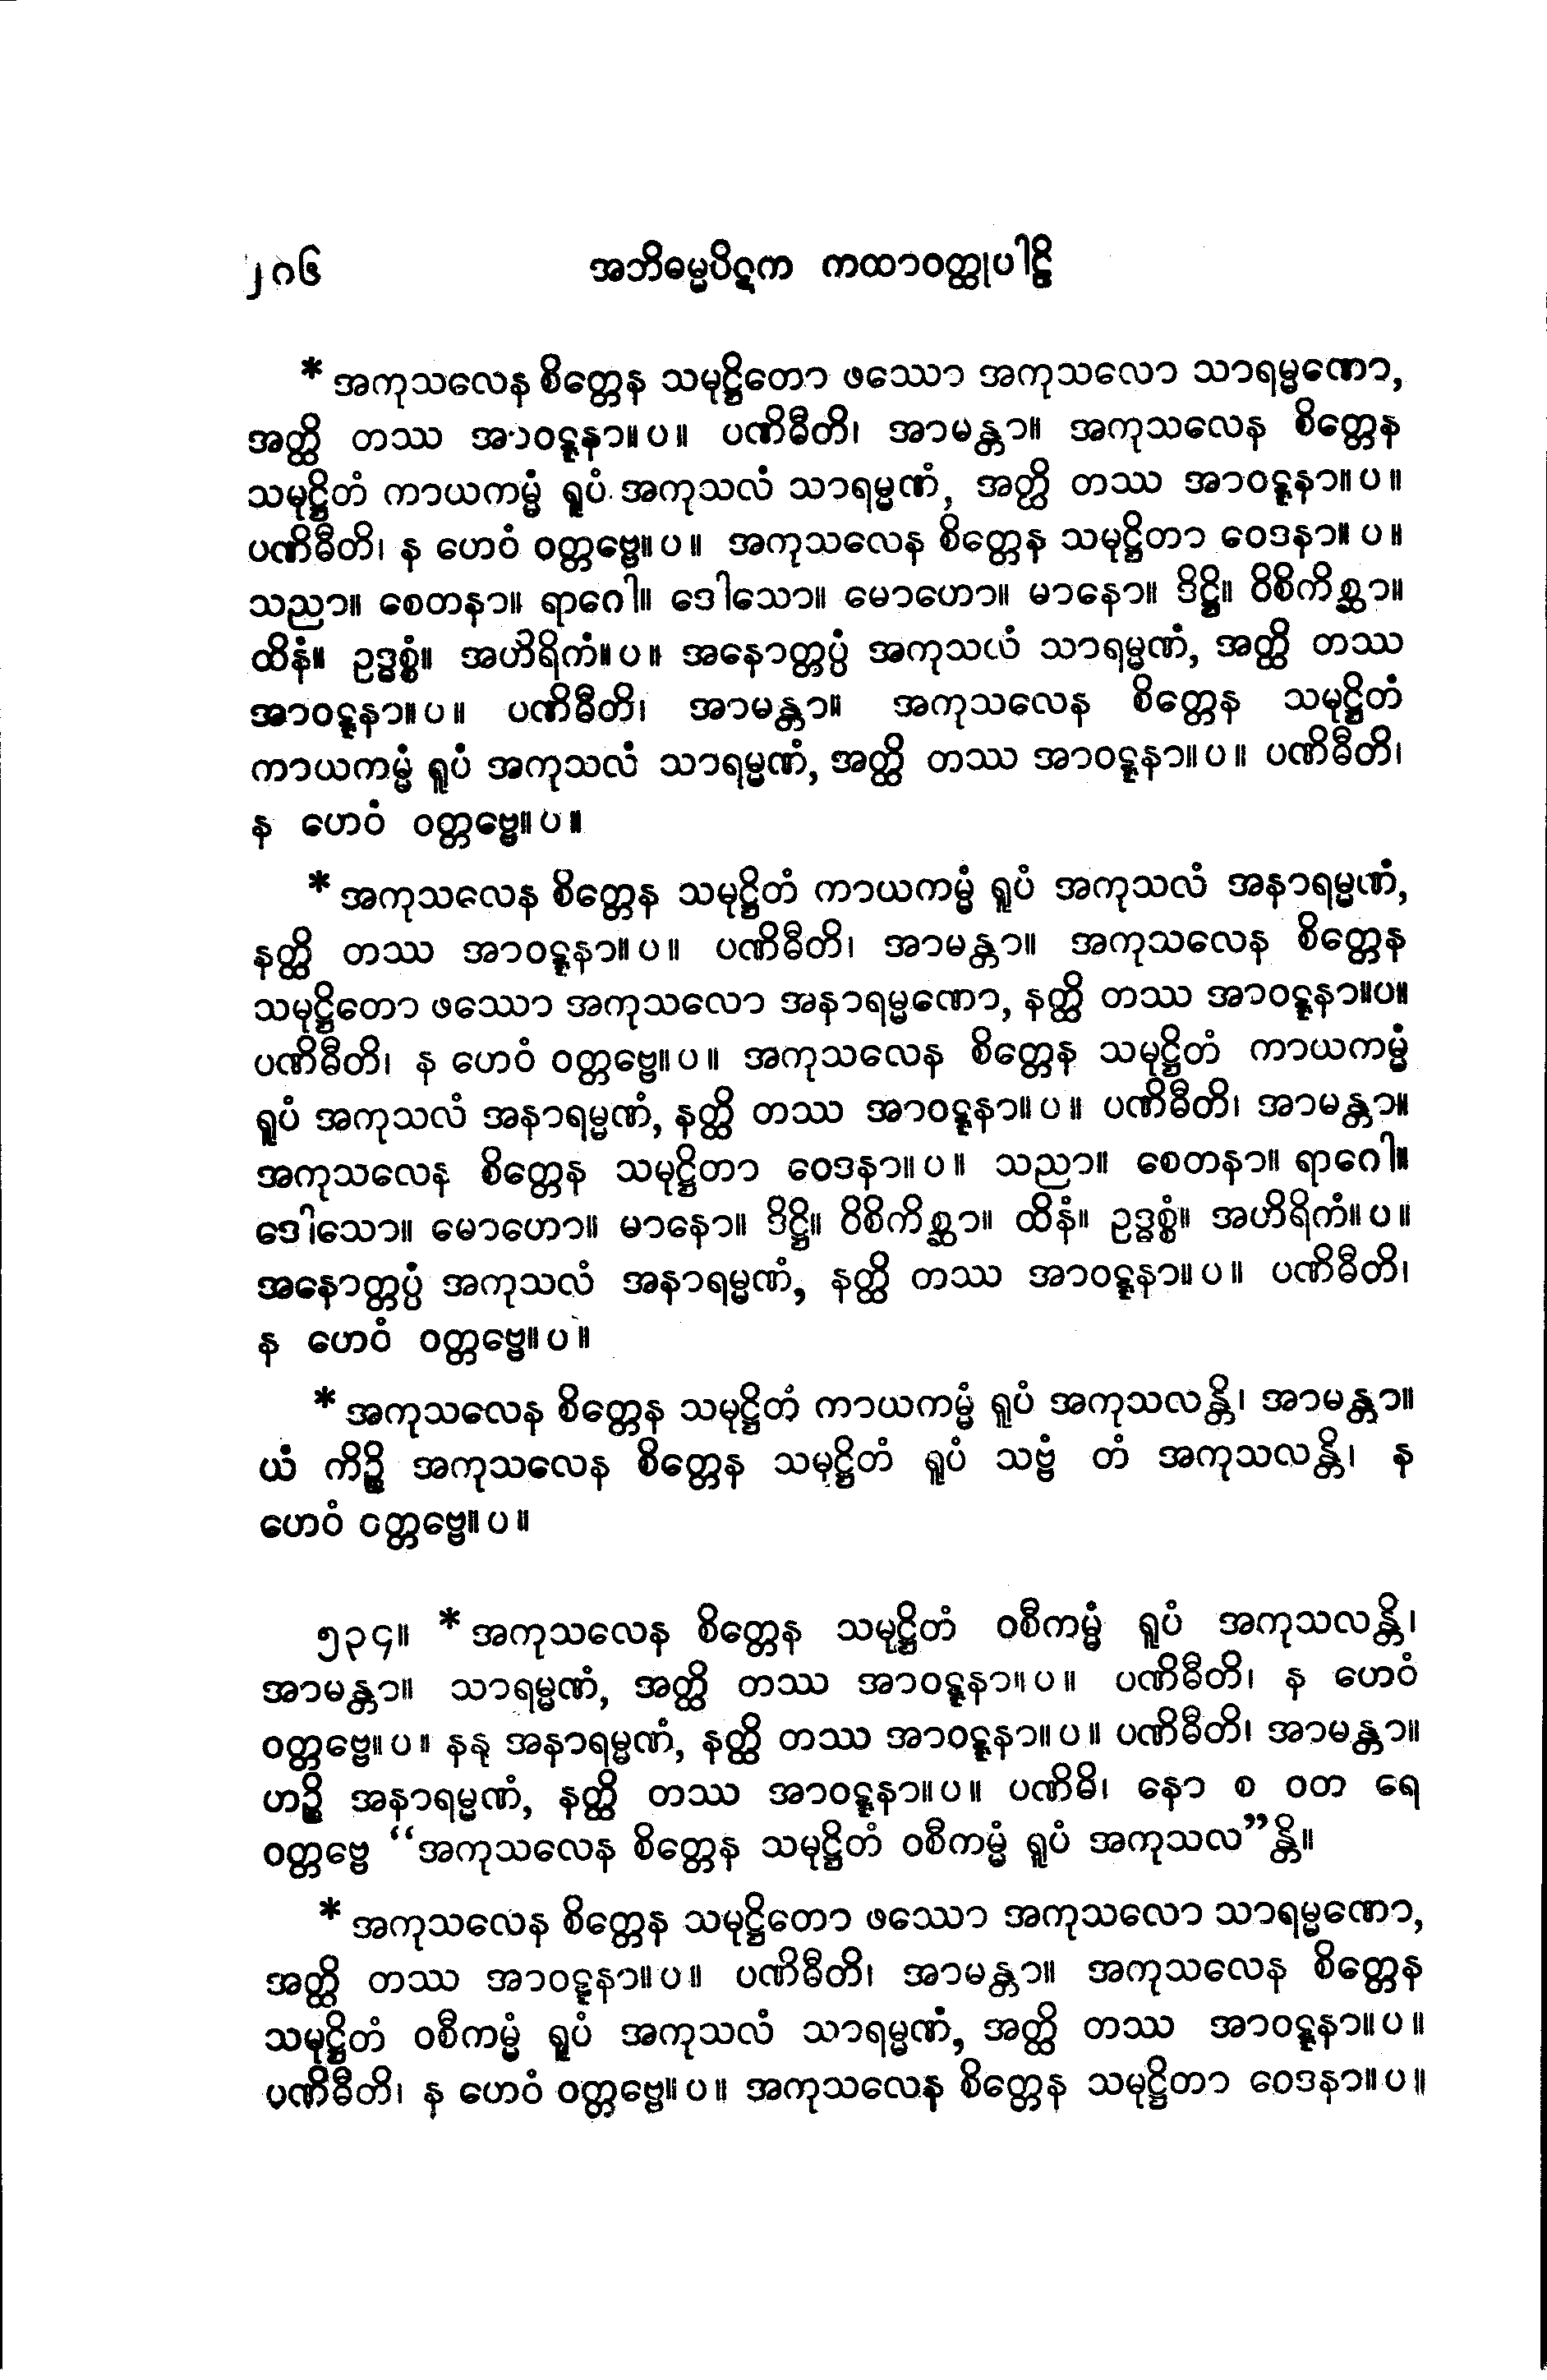 ၂၈၆ အဘိဓမ္မပိဋက ကထာဝတ္ထုပါဠိ
* အကုသလေန စိတ္တေန သမုဋ္ဌိတော ဖဿော အကုသလော သာရမ္မဏော,
အတ္ထိ တဿ အာဝဋ္ဋနာ။ပ။ ပဏိဓီတိ၊ အာမန္တာ။ အကုသလေန စိတ္တေန
သမုဋ္ဌိတံ ကာယကမ္မံ ရူပံ အကုသလံ သာရမ္မဏံ, အတ္ထိ တဿ အာဝဋ္ဋနာ။ပ။
ပဏိဓီတိ၊ န ဟေဝံ ဝတ္တဗ္ဗေ။ပ။ အကုသလေန စိတ္တေန သမုဋ္ဌိတာ ဝေဒနာ။ပ။
သညာ။ စေတနာ။ ရာဂေါ။ ဒေါသော။ မောဟော။ မာနော။ ဒိဋ္ဌိ။ ဝိစိကိစ္ဆာ။
ထိနံ။ ဥဒ္ဓစ္စံ။ အဟိရိကံ။ပ။ အနောတ္တပ္ပံ အကုသလံ သာရမ္မဏံ, အတ္ထိ တဿ
အာဝဋ္ဋနာ။ပ။ ပဏိဓီတိ၊ အာမန္တာ။ အကုသလေန စိတ္တေန သမုဋ္ဌိတံ
ကာယကမ္မံ ရူပံ အကုသလံ သာရမ္မဏံ, အတ္ထိ တဿ အာဝဋ္ဋနာ။ပ။ ပဏိဓီတိ၊
န ဟေဝံ ဝတ္တဗ္ဗေ။ပ။
* အကုသလေန စိတ္တေန သမုဋ္ဌိတံ ကာယကမ္မံ ရူပံ အကုသလံ အနာရမ္မဏံ,
နတ္ထိ တဿ အာဝဋ္ဋနာ။ပ။ ပဏိဓီတိ၊ အာမန္တာ။ အကုသလေန စိတ္တေန
သမုဋ္ဌိတော ဖဿော အကုသလော အနာရမ္မဏော, နတ္ထိ တဿ အာဝဋ္ဋနာ။ပ။
ပဏိဓီတိ၊ န ဟေဝံ ဝတ္တဗ္ဗေ။ပ။ အကုသလေန စိတ္တေန သမုဋ္ဌိတံ ကာယကမ္မံ
ရူပံ အကုသလံ အနာရမ္မဏံ, နတ္ထိ တဿ အာဝဋ္ဋနာ။ပ။ ပဏိဓီတိ၊ အာမန္တာ။
အကုသလေန စိတ္တေန သမုဋ္ဌိတာ ဝေဒနာ။ပ။ သညာ။ စေတနာ။ ရာဂေါ။
ဒေါသော။ မောဟော။ မာနော။ ဒိဋ္ဌိ။ ဝိစိကိစ္ဆာ။ ထိနံ။ ဥဒ္ဓစ္စံ။ အဟိရိကံ။ပ။
အနောတ္တပ္ပံ အကုသလံ အနာရမ္မဏံ, နတ္ထိ တဿ အာဝဋ္ဋနာ။ပ။ ပဏိဓီတိ၊
န ဟေဝံ ဝတ္တဗ္ဗေ။ပ။
* အကုသလေန စိတ္တေန သမုဋ္ဌိတံ ကာယကမ္မံ ရူပံ အကုသလန္တိ၊ အာမန္တာ။
ယံ ကိဉ္စိ အကုသလေန စိတ္တေန သမုဋ္ဌိတံ ရူပံ သဗ္ဗံ တံ အကုသလန္တိ၊ န
ဟေဝံ ဝတ္တဗ္ဗေ။ပ။
၅၃၄။ * အကုသလေန စိတ္တေန သမုဋ္ဌိတံ ဝစီကမ္မံ ရူပံ အကုသလန္တိ၊
အာမန္တာ။ သာရမ္မဏံ, အတ္ထိ တဿ အာဝဋ္ဋနာ။ပ။ ပဏိဓီတိ၊ န ဟေဝံ
ဝတ္တဗ္ဗေ။ပ။ နနု အနာရမ္မဏံ, နတ္ထိ တဿ အာဝဋ္ဋနာ။ပ။ ပဏိဓီတိ၊ အာမန္တာ။
ဟဉ္စိ အနာရမ္မဏံ, နတ္ထိ တဿ အာဝဋ္ဋနာ။ပ။ ပဏိဓိ၊ နော စ ဝတ ရေ
ဝတ္တဗ္ဗေ “အကုသလေန စိတ္တေန သမုဋ္ဌိတံ ဝစီကမ္မံ ရူပံ အကုသလ”န္တိ။
* အကုသလေန စိတ္တေန သမုဋ္ဌိတော ဖဿော အကုသလော သာရမ္မဏော,
အတ္ထိ တဿ အာဝဋ္ဋနာ။ပ။ ပဏိဓီတိ၊ အာမန္တာ။ အကုသလေန စိတ္တေန
သမုဋ္ဌိတံ ဝစီကမ္မံ ရူပံ အကုသလံ သာရမ္မဏံ, အတ္ထိ တဿ အာဝဋ္ဋနာ။ပ။
ပဏိဓီတိ၊ န ဟေဝံ ဝတ္တဗ္ဗေ။ပ။ အကုသလေန စိတ္တေန သမုဋ္ဌိတာ ဝေဒနာ။ပ။